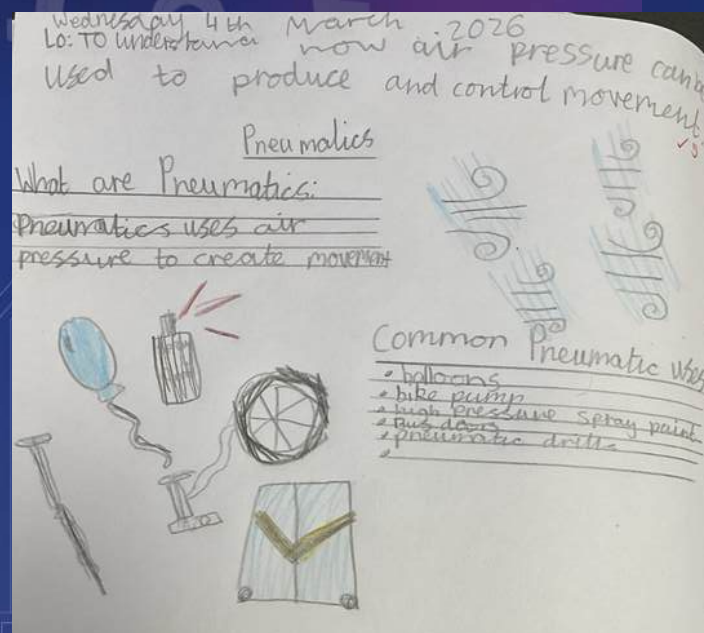 Wednesday 4th March 2026
LO: TO understand how air pressure can be
used to produce and control movement
Pneumatics
What are Pneumatics:
Pneumatics uses air
pressure to create movement
Common Pneumatic uses
• balloons
• bike pump
• high pressure spray paint
• Bus doors
• pneumatic drills
•